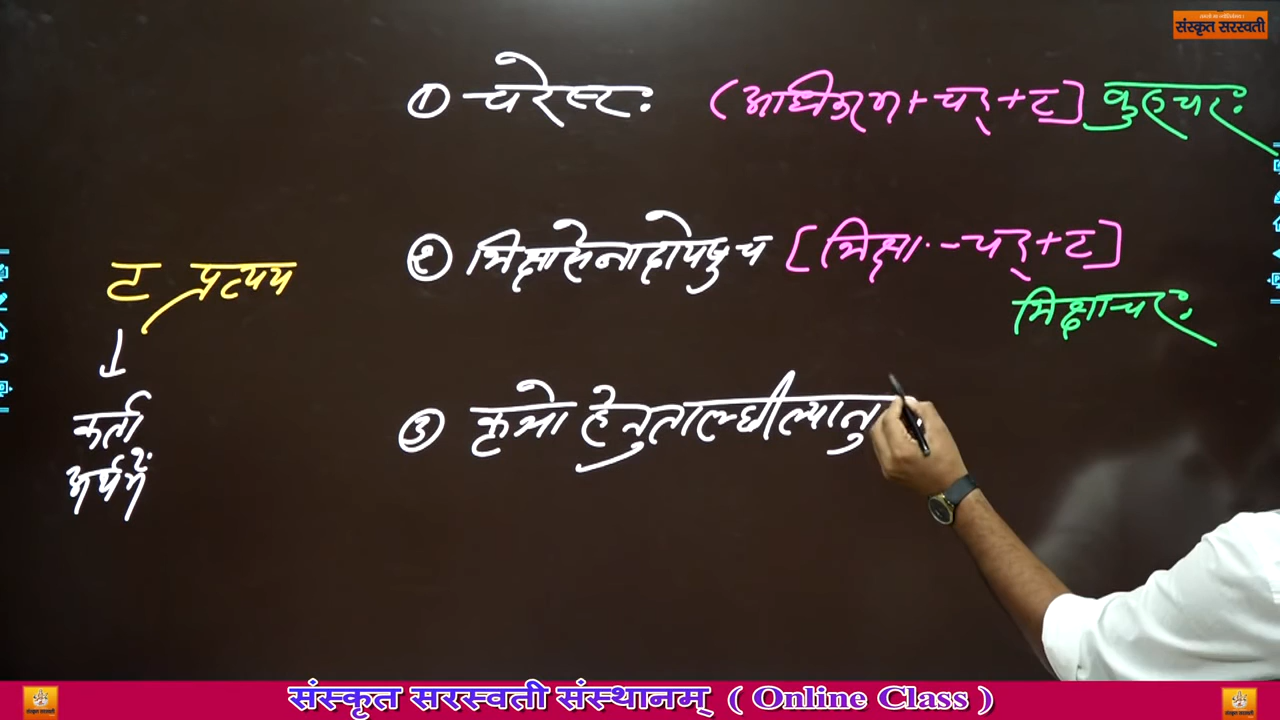 संस्कृत सरस्वती
① चरेष्टः (अधिकरण + चर् + ट] कुरुचरः
② भिक्षासेनादायेषु च [भिक्षा - चर् + ट]
भिक्षाचरः
ट प्रत्यय
↓
कर्ता
अर्थ में
③ कृञो हेतुताच्छील्यानु
संस्कृत सरस्वती संस्थानम् ( Online Class )